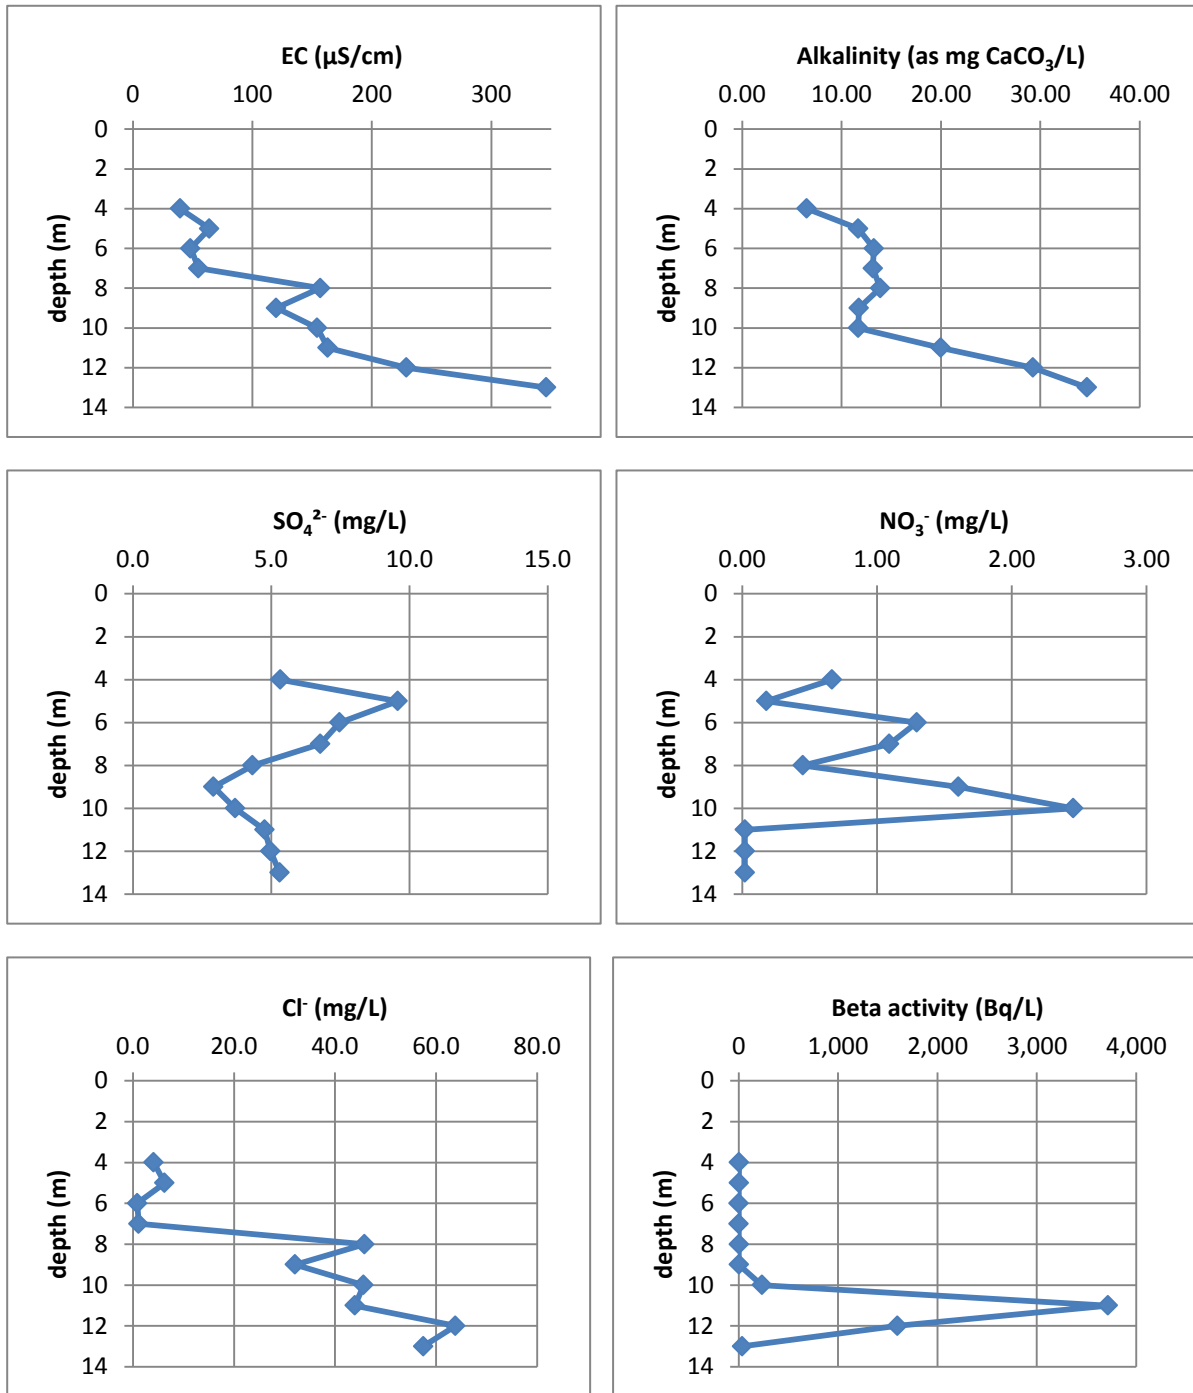 EC (µS/cm)
0 100 200 300
0
2
4
6
8
10
12
14
depth (m)
Alkalinity (as mg CaCO₃/L)
0.00 10.00 20.00 30.00 40.00
0
2
4
6
8
10
12
14
depth (m)
SO₄²⁻ (mg/L)
0.0 5.0 10.0 15.0
0
2
4
6
8
10
12
14
depth (m)
NO₃⁻ (mg/L)
0.00 1.00 2.00 3.00
0
2
4
6
8
10
12
14
depth (m)
Cl⁻ (mg/L)
0.0 20.0 40.0 60.0 80.0
0
2
4
6
8
10
12
14
depth (m)
Beta activity (Bq/L)
0 1,000 2,000 3,000 4,000
0
2
4
6
8
10
12
14
depth (m)